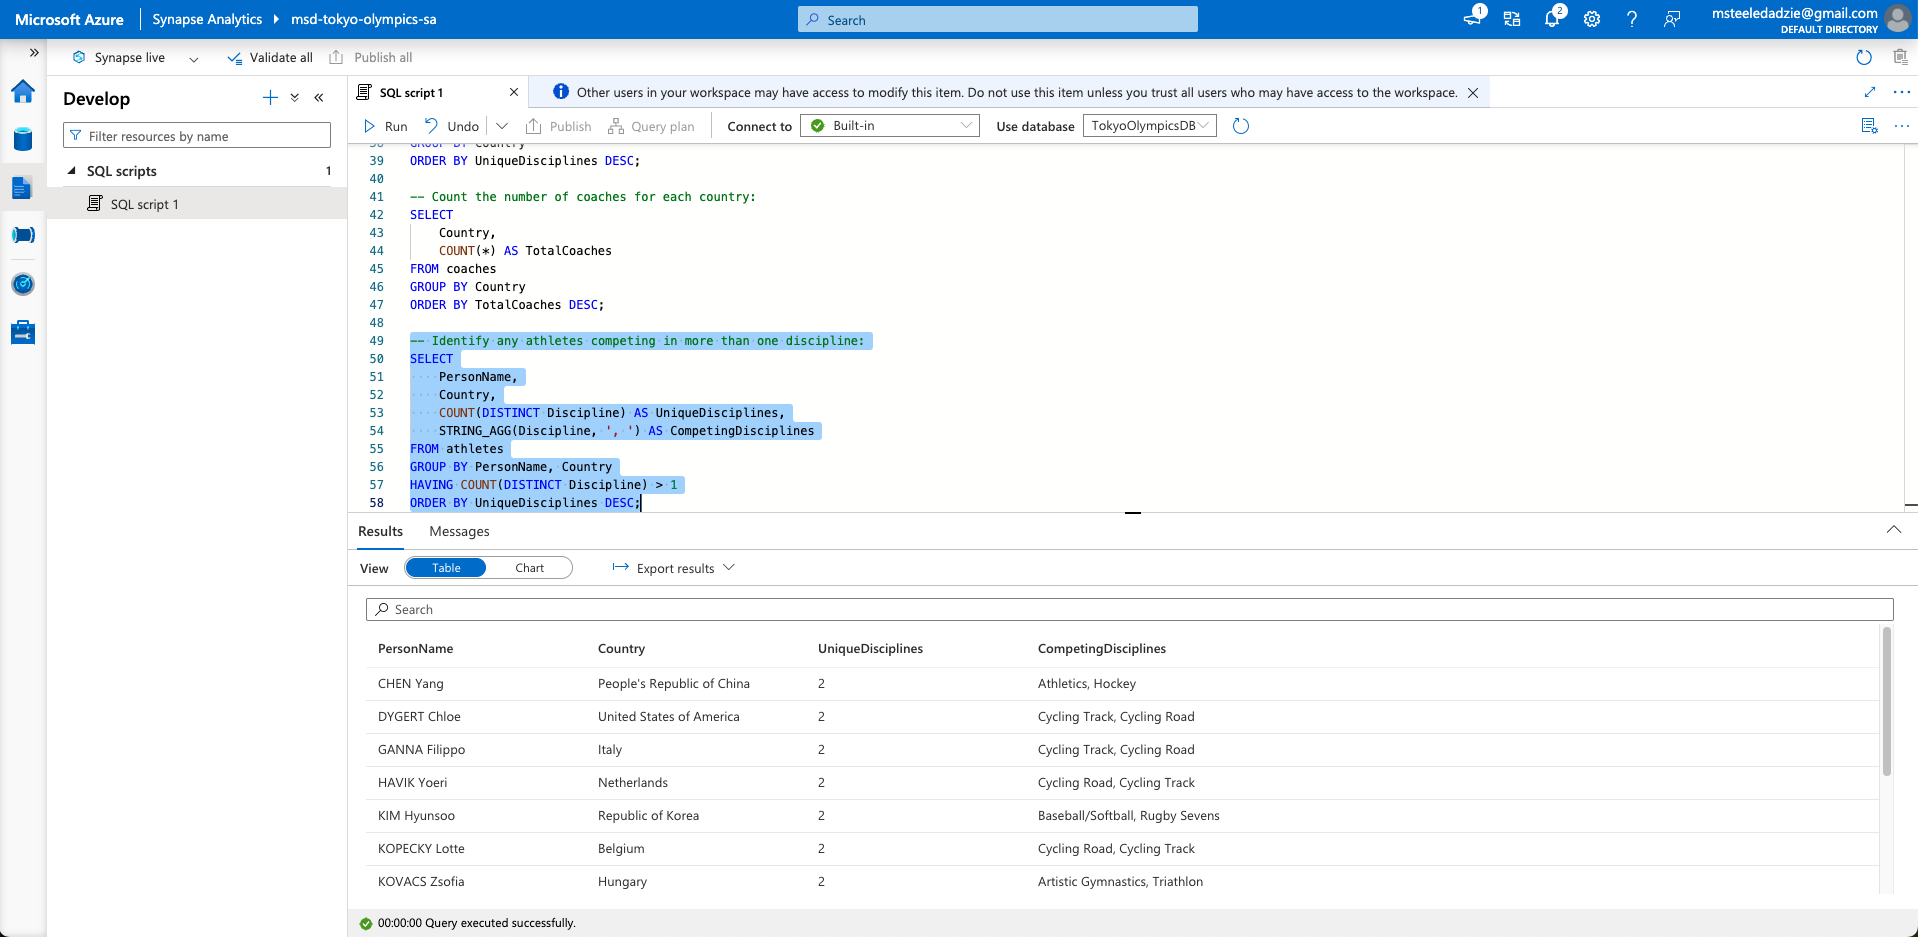 Microsoft Azure
Synapse Analytics
msd-tokyo-olympics-sa
Search
1
2
msteeledadzie@gmail.com
DEFAULT DIRECTORY
Synapse live
Validate all
Publish all
Develop
Filter resources by name
SQL scripts
1
SQL script 1
SQL script 1
Other users in your workspace may have access to modify this item. Do not use this item unless you trust all users who may have access to the workspace.
Run
Undo
Publish
Query plan
Connect to
Built-in
Use database
TokyoOlympicsDB
38 GROUP BY Country
39 ORDER BY UniqueDisciplines DESC;
40
41 -- Count the number of coaches for each country:
42 SELECT
43 Country,
44 COUNT(*) AS TotalCoaches
45 FROM coaches
46 GROUP BY Country
47 ORDER BY TotalCoaches DESC;
48
49 -- Identify any athletes competing in more than one discipline:
50 SELECT
51 PersonName,
52 Country,
53 COUNT(DISTINCT Discipline) AS UniqueDisciplines,
54 STRING_AGG(Discipline, ', ') AS CompetingDisciplines
55 FROM athletes
56 GROUP BY PersonName, Country
57 HAVING COUNT(DISTINCT Discipline) > 1
58 ORDER BY UniqueDisciplines DESC;
Results
Messages
View
Table
Chart
Export results
Search
PersonName Country UniqueDisciplines CompetingDisciplines
CHEN Yang People's Republic of China 2 Athletics, Hockey
DYGERT Chloe United States of America 2 Cycling Track, Cycling Road
GANNA Filippo Italy 2 Cycling Track, Cycling Road
HAVIK Yoeri Netherlands 2 Cycling Road, Cycling Track
KIM Hyunsoo Republic of Korea 2 Baseball/Softball, Rugby Sevens
KOPECKY Lotte Belgium 2 Cycling Road, Cycling Track
KOVACS Zsofia Hungary 2 Artistic Gymnastics, Triathlon
00:00:00 Query executed successfully.